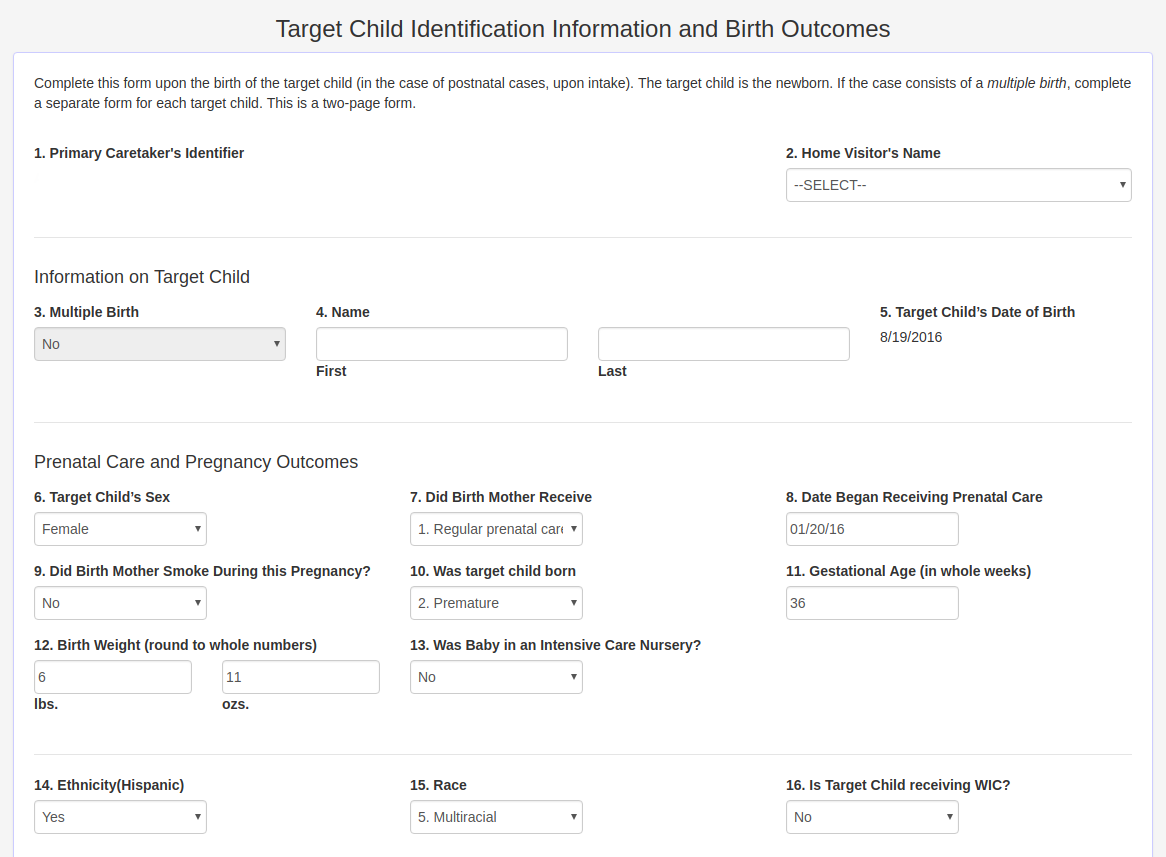 Target Child Identification Information and Birth Outcomes
Complete this form upon the birth of the target child (in the case of postnatal cases, upon intake). The target child is the newborn. If the case consists of a multiple birth, complete
a separate form for each target child. This is a two-page form.
1. Primary Caretaker's Identifier
2. Home Visitor's Name
--SELECT--
Information on Target Child
3. Multiple Birth
4. Name
5. Target Child’s Date of Birth
No
8/19/2016
First
Last
Prenatal Care and Pregnancy Outcomes
6. Target Child’s Sex
7. Did Birth Mother Receive
8. Date Began Receiving Prenatal Care
Female
1. Regular prenatal care
01/20/16
9. Did Birth Mother Smoke During this Pregnancy?
10. Was target child born
11. Gestational Age (in whole weeks)
No
2. Premature
36
12. Birth Weight (round to whole numbers)
13. Was Baby in an Intensive Care Nursery?
6
11
No
lbs.
ozs.
14. Ethnicity(Hispanic)
15. Race
16. Is Target Child receiving WIC?
Yes
5. Multiracial
No